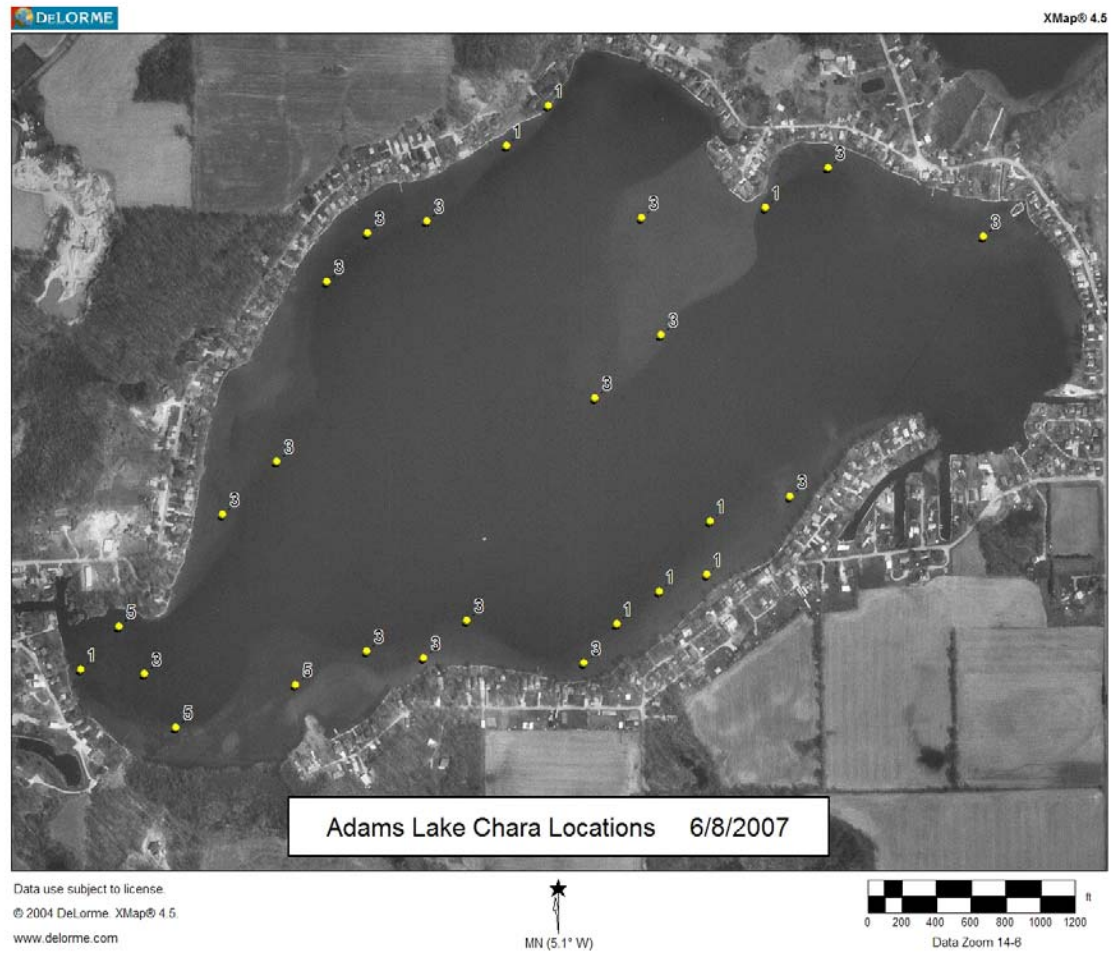 DELORME
XMap® 4.5
1
1
3
3
1
3
3
3
3
3
3
3
3
3
3
1
1
1
5
3
1
3
1
3
3
3
5
5
Adams Lake Chara Locations 6/8/2007
Data use subject to license.
© 2004 DeLorme. XMap® 4.5.
www.delorme.com
MN (5.1° W)
ft
0 200 400 600 800 1000 1200
Data Zoom 14-6